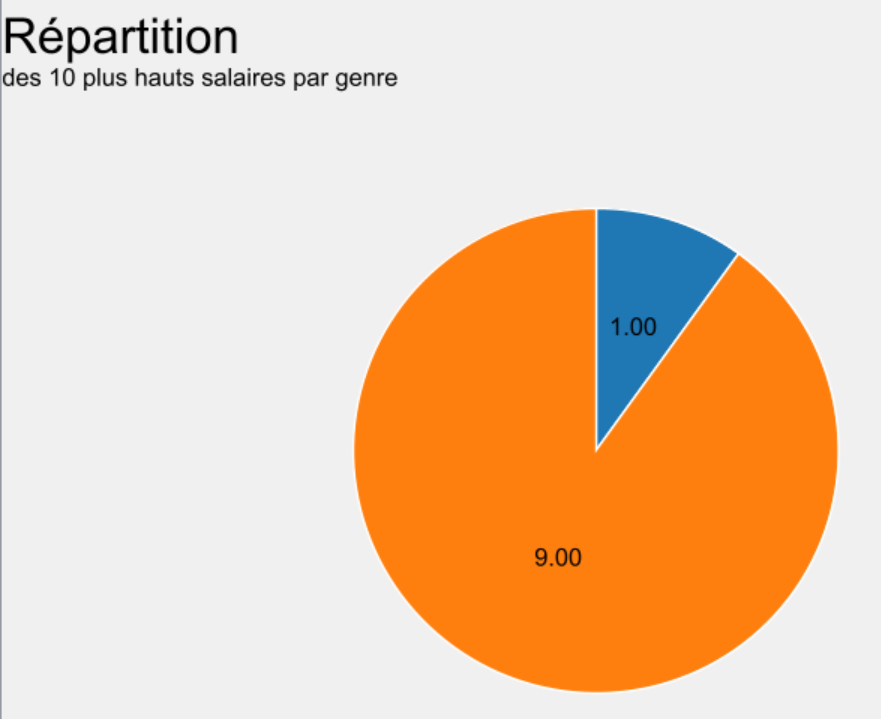 Répartition
des 10 plus hauts salaires par genre
1.00
9.00